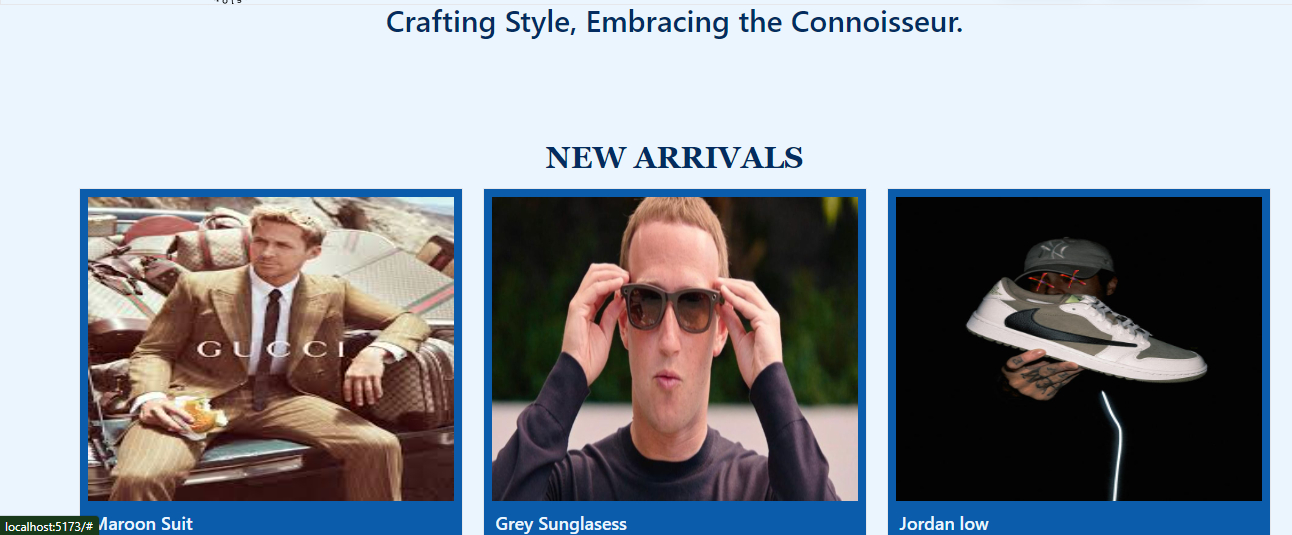 Crafting Style, Embracing the Connoisseur.
NEW ARRIVALS
GUCCI
Maroon Suit
Grey Sunglasess
Jordan low
localhost:5173/#